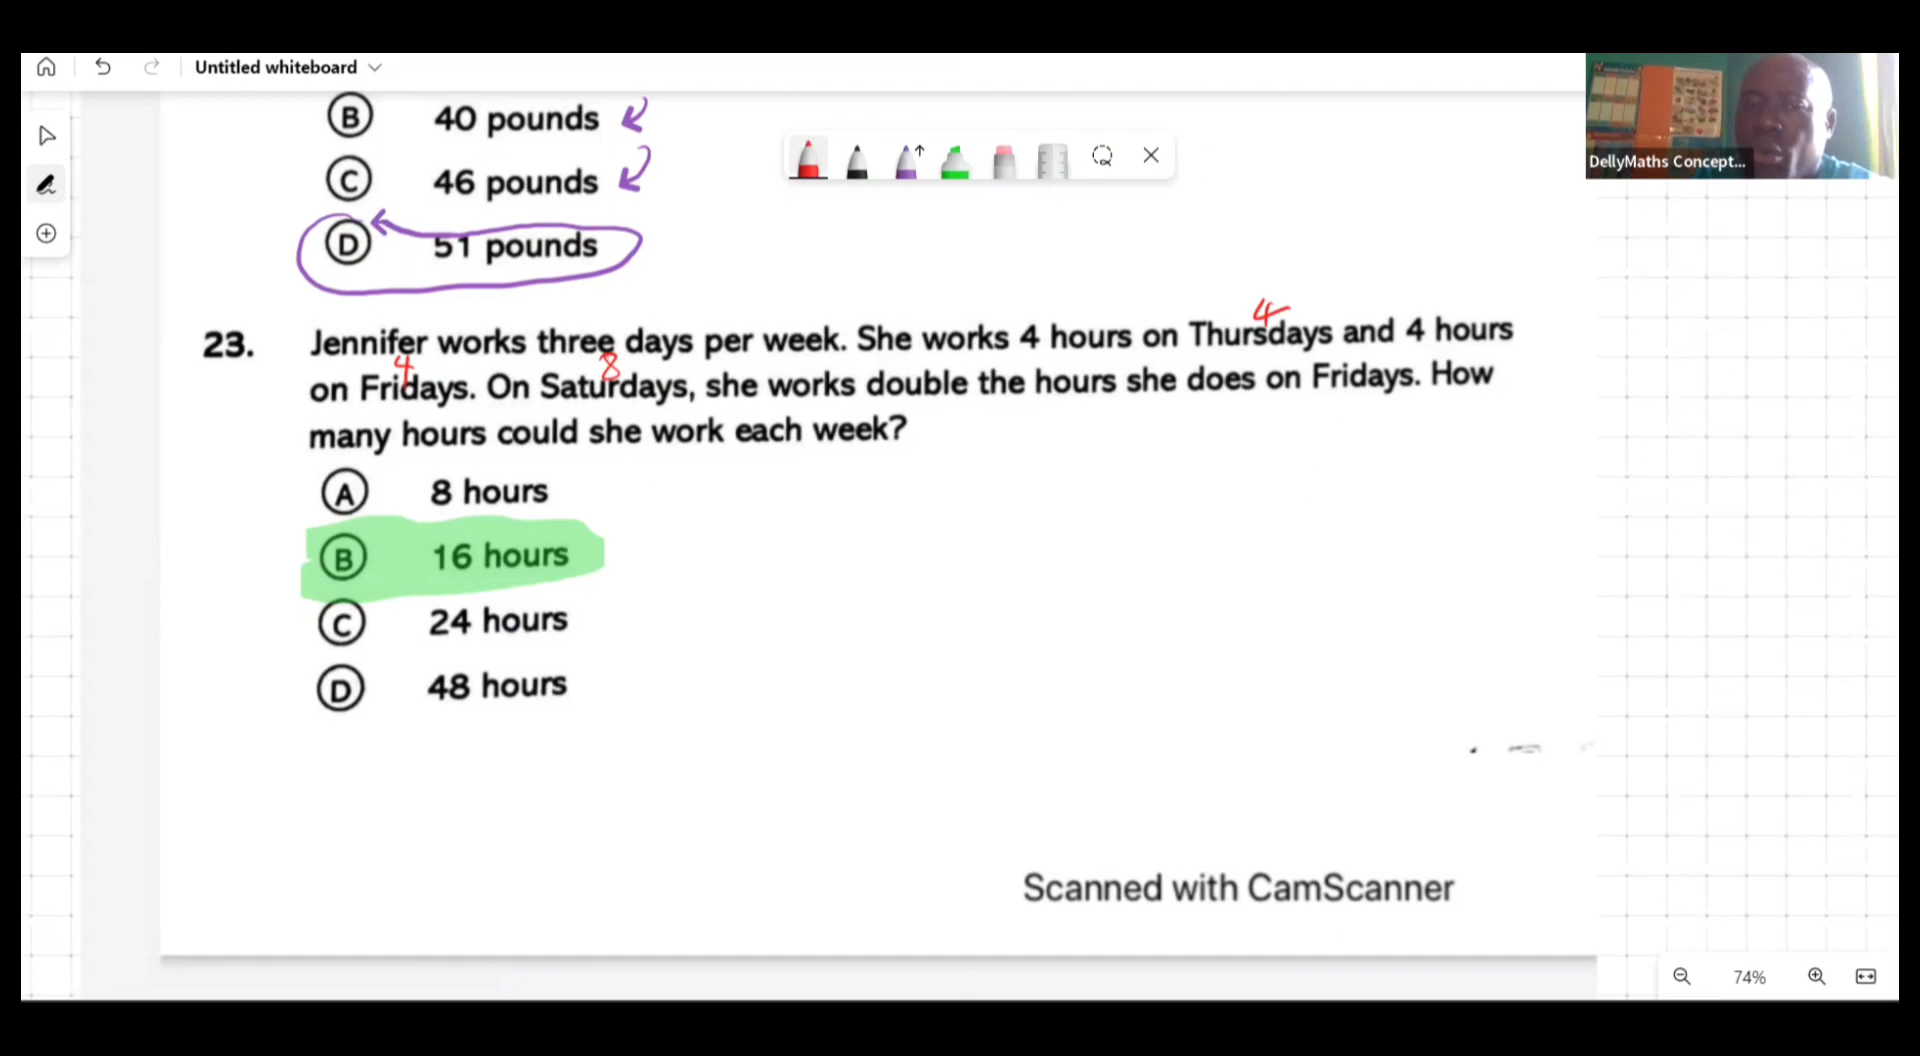 Untitled whiteboard
B 40 pounds
C 46 pounds
D 51 pounds
DellyMaths Concept...
4
23. Jennifer works three days per week. She works 4 hours on Thursdays and 4 hours
4 8
on Fridays. On Saturdays, she works double the hours she does on Fridays. How
many hours could she work each week?
A 8 hours
B 16 hours
C 24 hours
D 48 hours
Scanned with CamScanner
74%